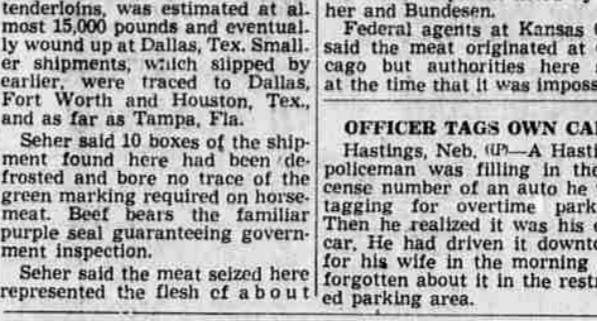 tenderloins, was estimated at al-
most 15,000 pounds and eventual-
ly wound up at Dallas, Tex. Small-
er shipments, which slipped by
earlier, were traced to Dallas,
Fort Worth and Houston, Tex.,
and as far as Tampa, Fla.
Seher said 10 boxes of the ship-
ment found here had been de-
frosted and bore no trace of the
green marking required on horse-
meat. Beef bears the familiar
purple seal guaranteeing govern-
ment inspection.
Seher said the meat seized here
represented the flesh of about
her and Bundesen.
Federal agents at Kansas
said the meat originated at
cago but authorities here
at the time that it was imposs
OFFICER TAGS OWN CA
Hastings, Neb. (UP)—A Hasti
policeman was filling in the
cense number of an auto he
tagging for overtime park
Then he realized it was his
car. He had driven it downt
for his wife in the morning
forgotten about it in the restr
ed parking area.